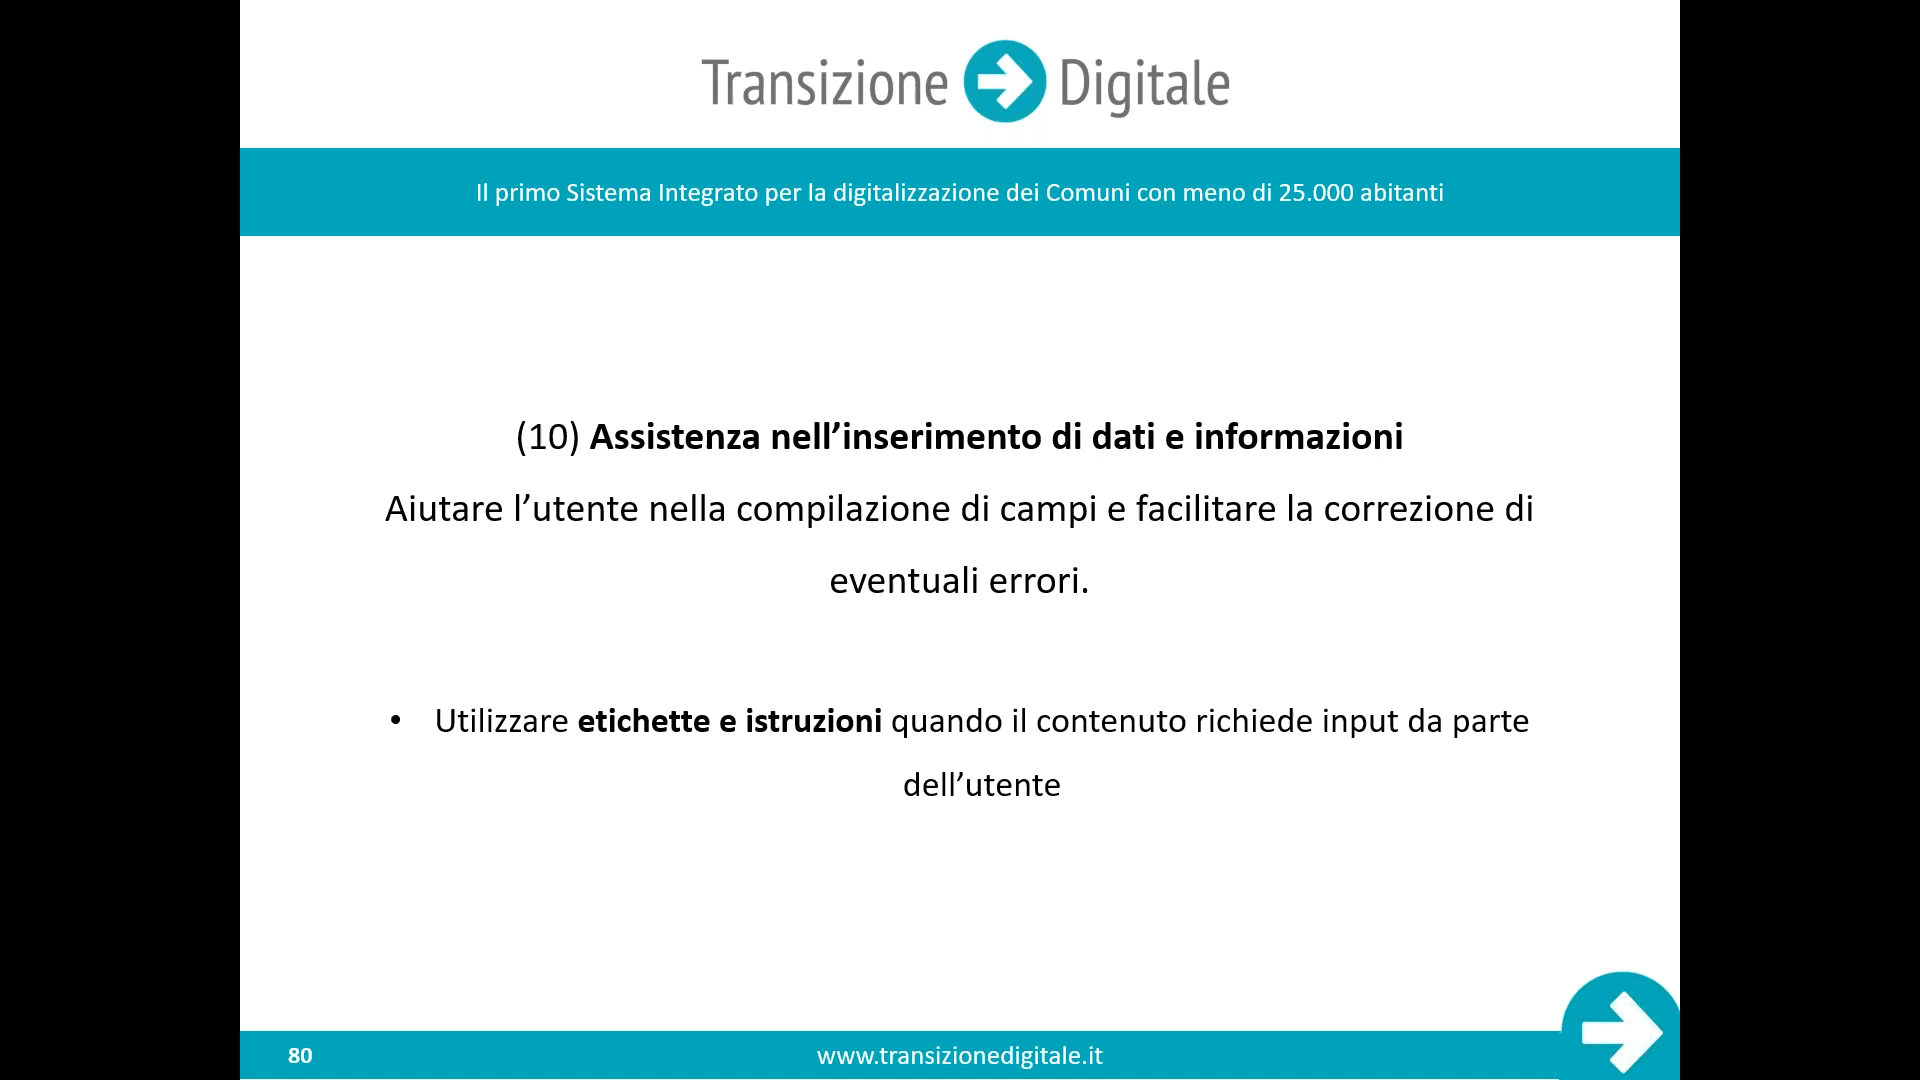 Transizione Digitale
Il primo Sistema Integrato per la digitalizzazione dei Comuni con meno di 25.000 abitanti
(10) Assistenza nell’inserimento di dati e informazioni
Aiutare l’utente nella compilazione di campi e facilitare la correzione di
eventuali errori.
• Utilizzare etichette e istruzioni quando il contenuto richiede input da parte
dell’utente
80
www.transizionedigitale.it